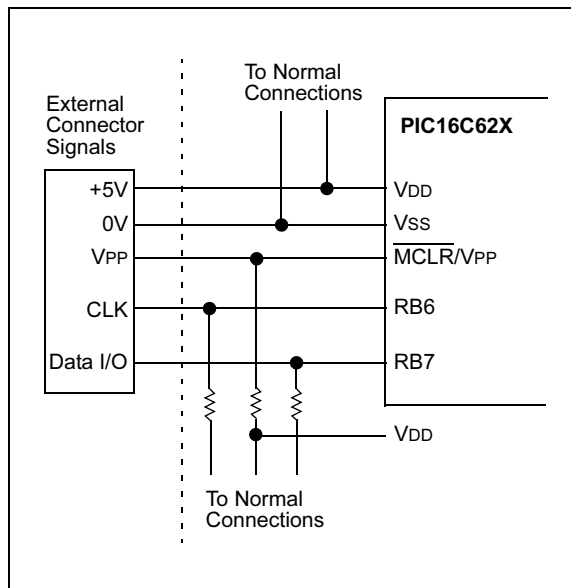 To Normal
Connections
External
Connector
Signals
PIC16C62X
+5V
VDD
0V
VSS
VPP
MCLR/VPP
CLK
RB6
Data I/O
RB7
VDD
To Normal
Connections